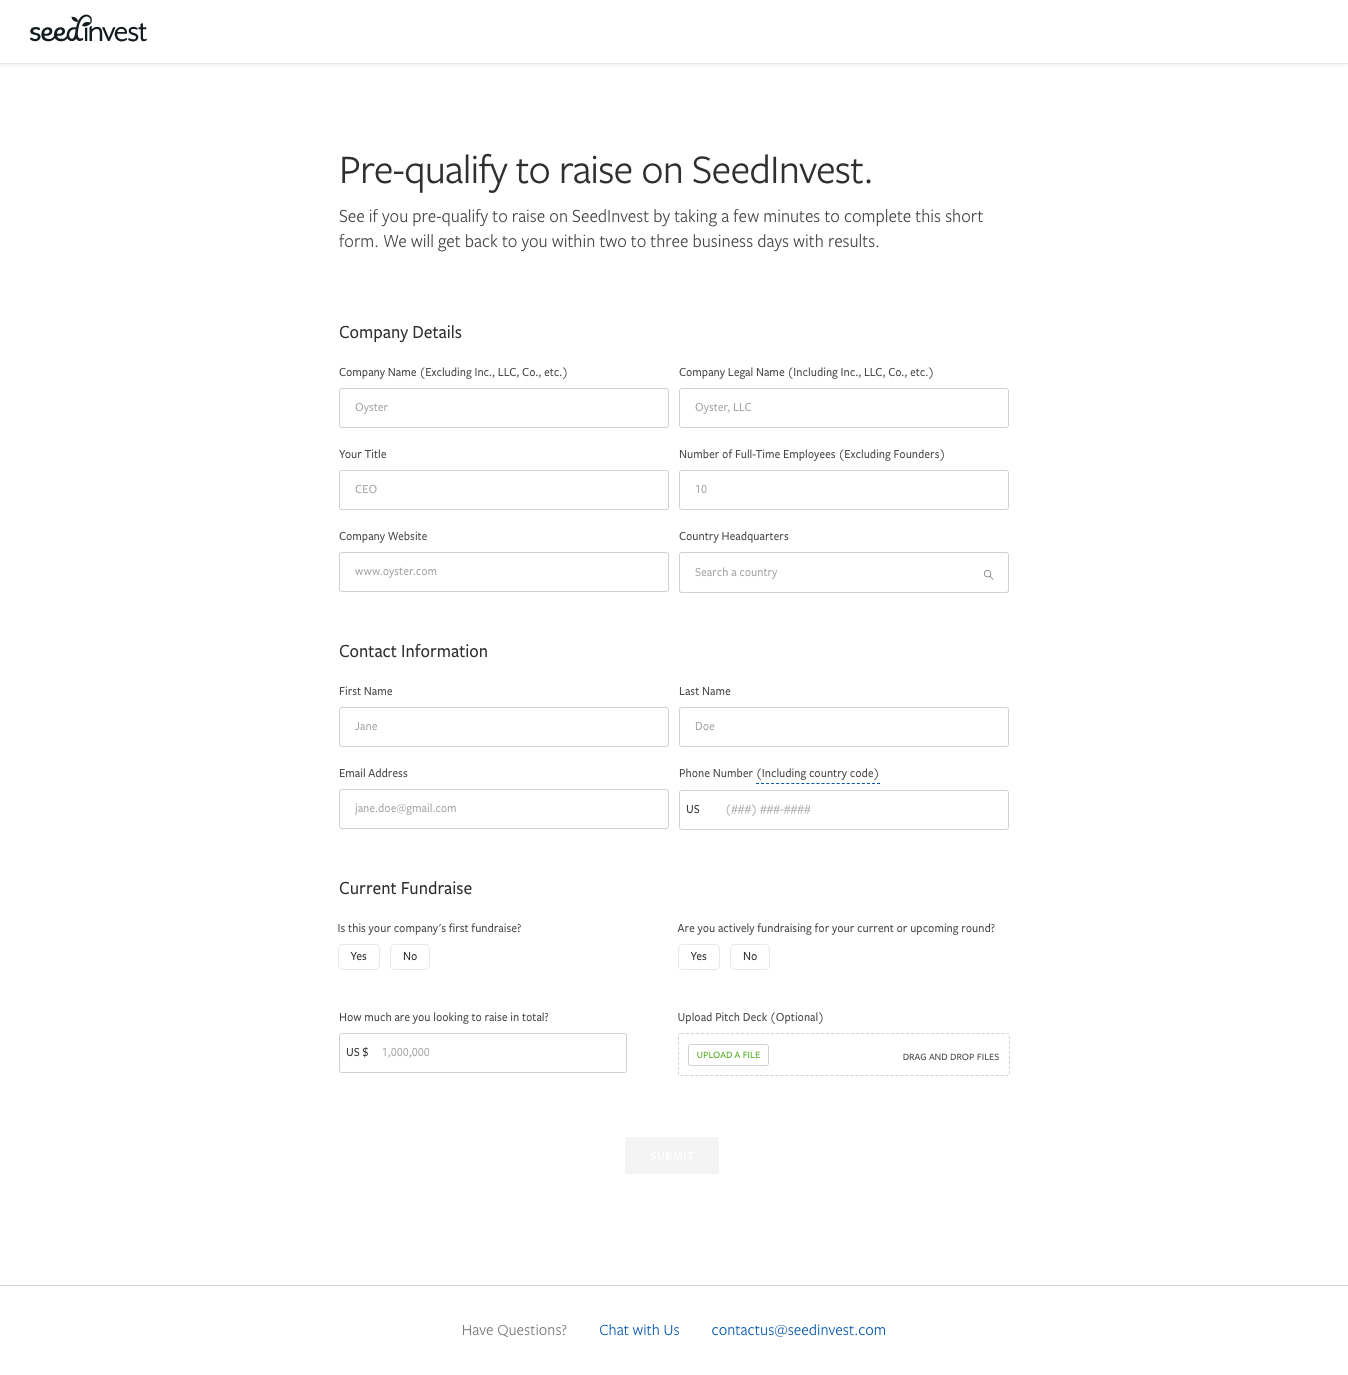 seedinvest
Pre-qualify to raise on SeedInvest.
See if you pre-qualify to raise on SeedInvest by taking a few minutes to complete this short
form. We will get back to you within two to three business days with results.
Company Details
Company Name (Excluding Inc., LLC, Co., etc.)
Company Legal Name (Including Inc., LLC, Co., etc.)
Oyster
Oyster, LLC
Your Title
Number of Full-Time Employees (Excluding Founders)
CEO
10
Company Website
Country Headquarters
www.oyster.com
Search a country
Contact Information
First Name
Last Name
Jane
Doe
Email Address
Phone Number (Including country code)
jane.doe@gmail.com
US (###) ###-####
Current Fundraise
Is this your company's first fundraise?
Are you actively fundraising for your current or upcoming round?
Yes No
Yes No
How much are you looking to raise in total?
Upload Pitch Deck (Optional)
US $ 1,000,000
UPLOAD A FILE
DRAG AND DROP FILES
SUBMIT
Have Questions? Chat with Us contactus@seedinvest.com